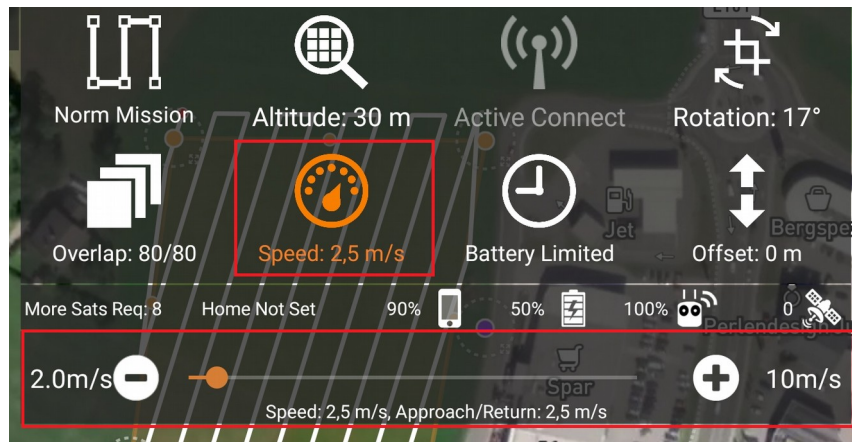 Norm Mission
Altitude: 30 m
Active Connect
Rotation: 17°
Overlap: 80/80
Speed: 2,5 m/s
Battery Limited
Offset: 0 m
Jet
Bergspe
More Sats Req: 8
Home Not Set
90%
50%
100%
0
Perlendesign
2.0m/s
10m/s
Spar
Speed: 2,5 m/s, Approach/Return: 2,5 m/s